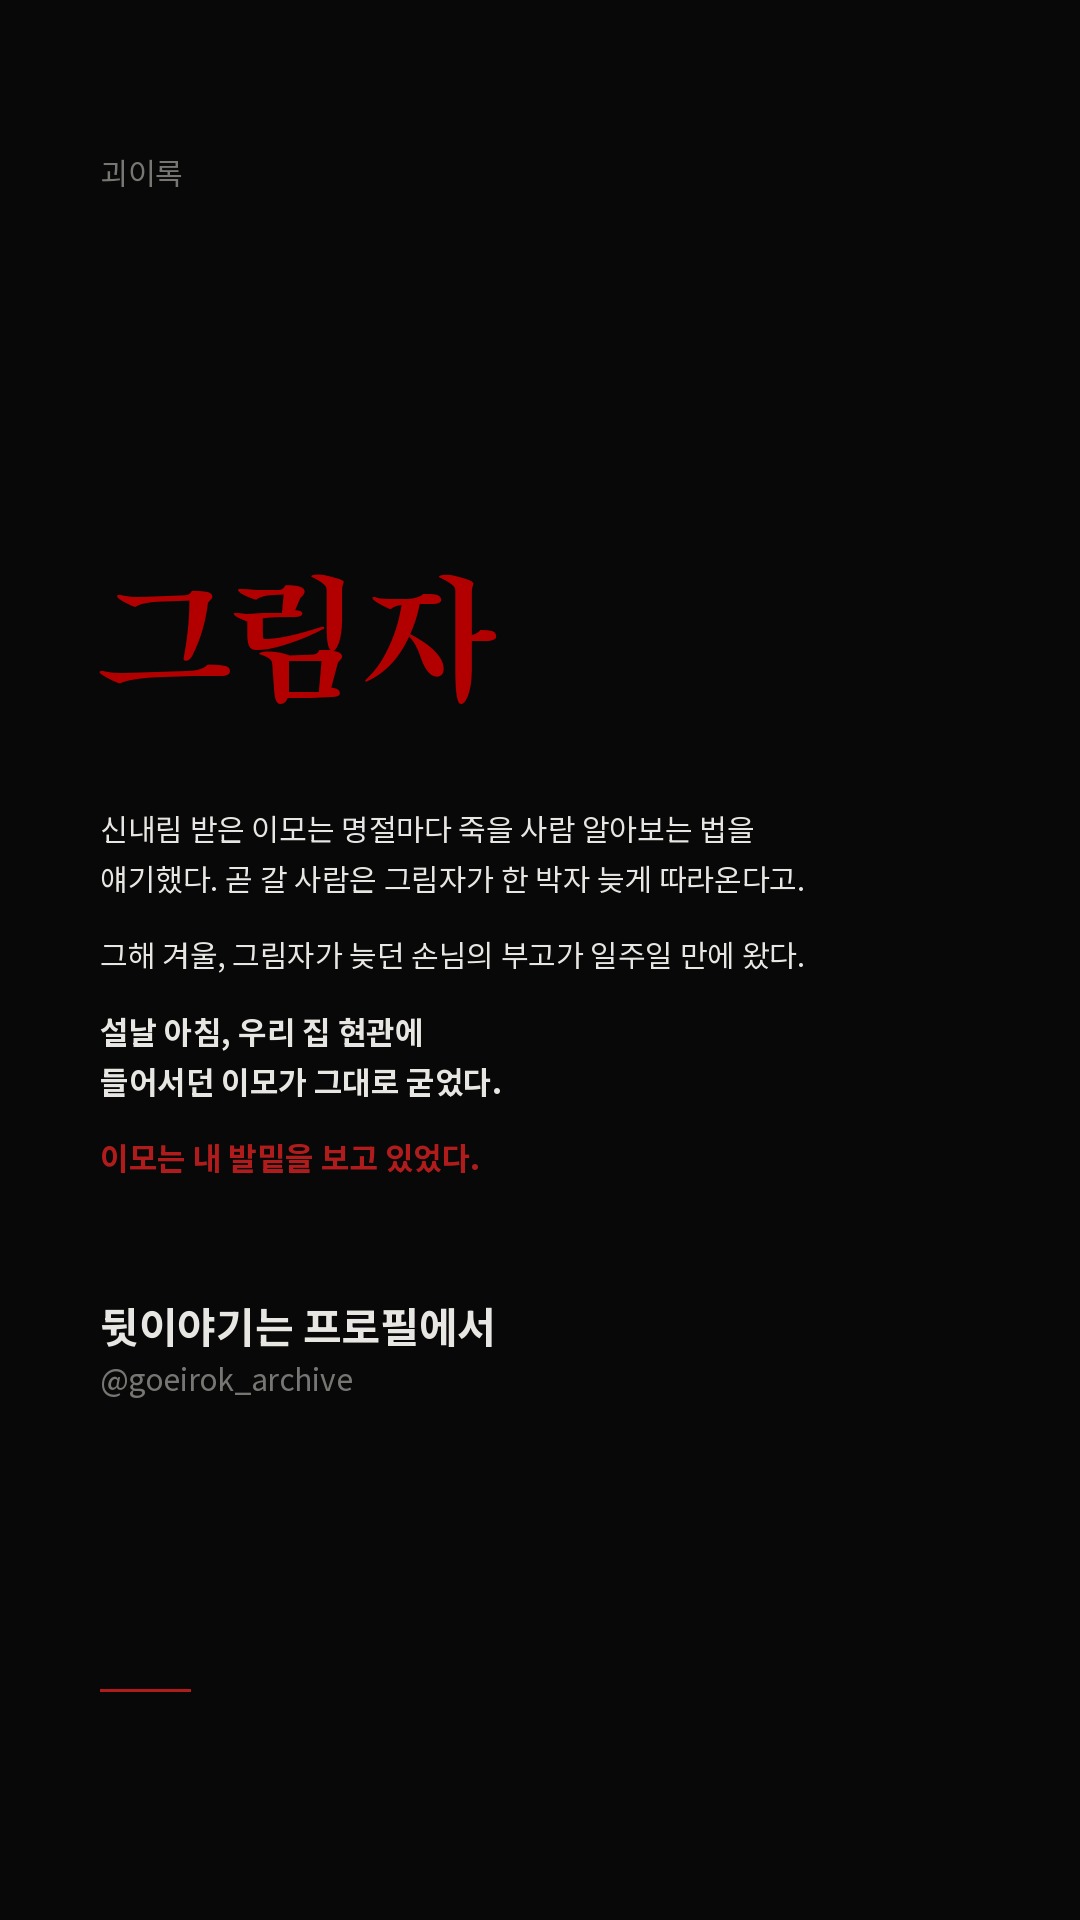 괴이록
그림자
신내림 받은 이모는 명절마다 죽을 사람 알아보는 법을
얘기했다. 곧 갈 사람은 그림자가 한 박자 늦게 따라온다고.
그해 겨울, 그림자가 늦던 손님의 부고가 일주일 만에 왔다.
설날 아침, 우리 집 현관에
들어서던 이모가 그대로 굳었다.
이모는 내 발밑을 보고 있었다.
뒷이야기는 프로필에서
@goeirok_archive